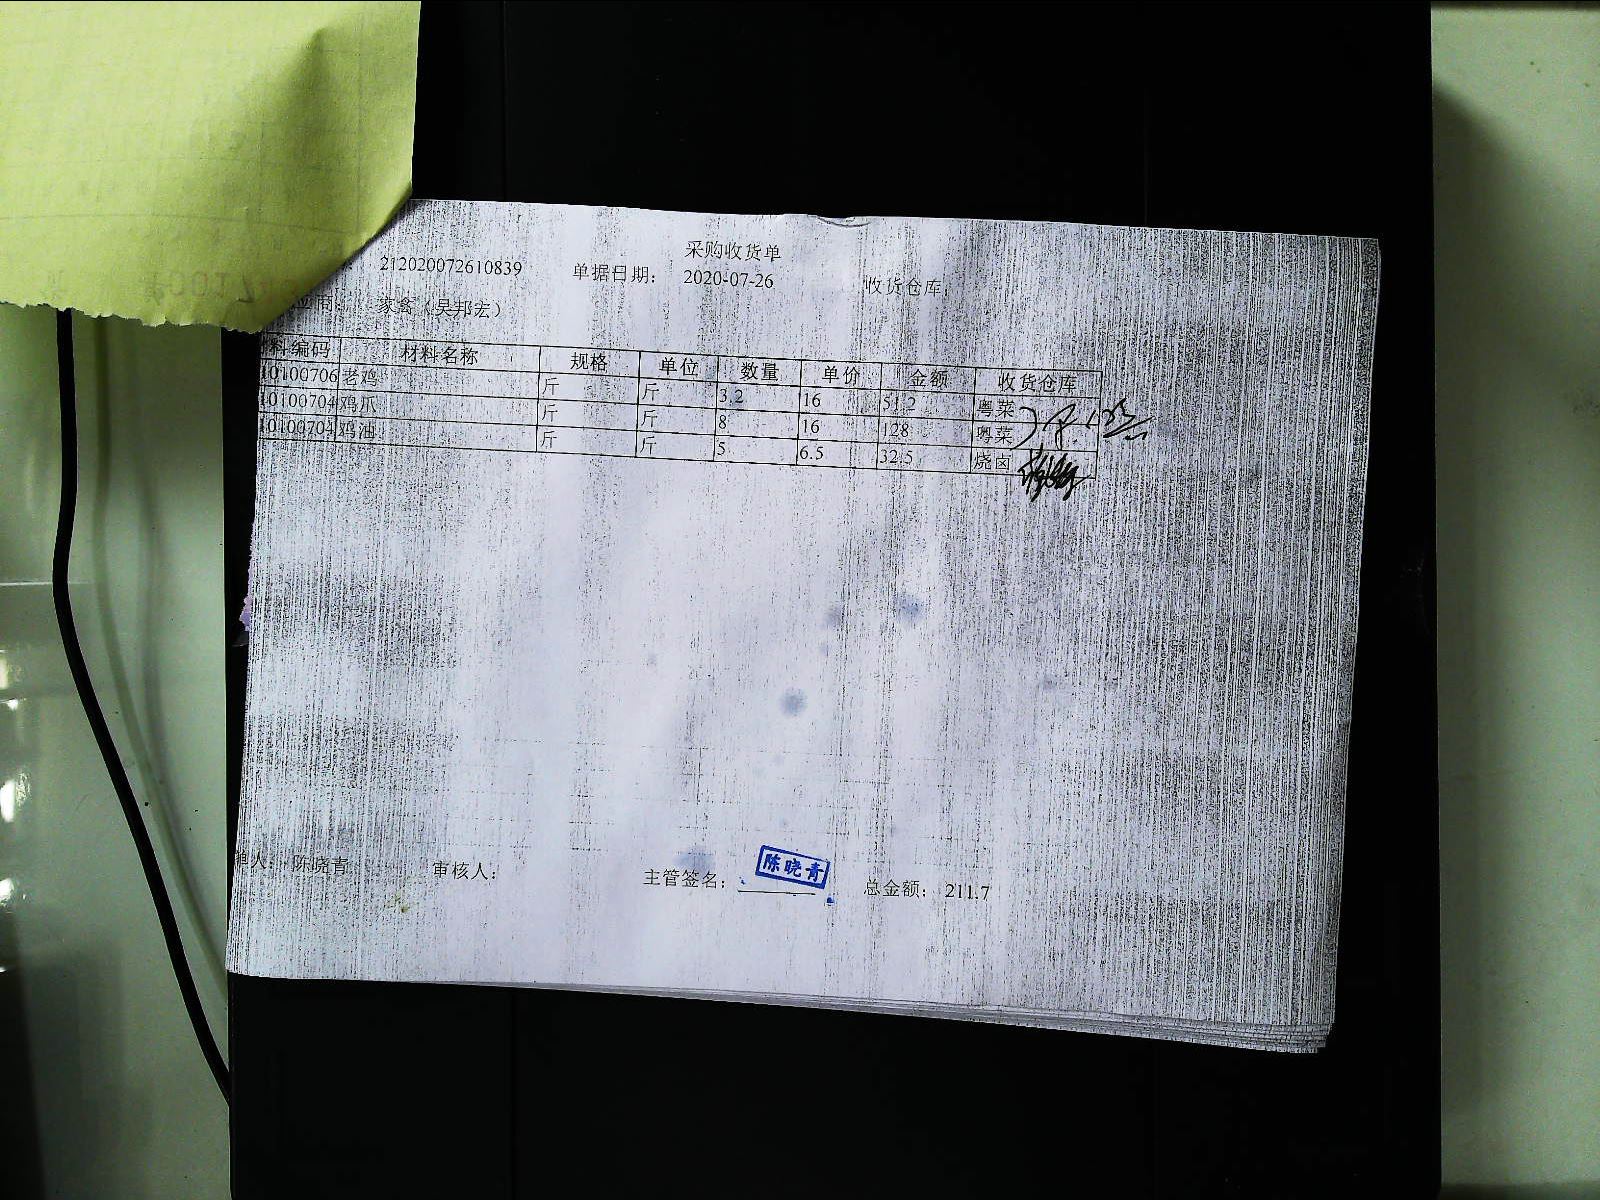 采购收货单
212020072610839 单据日期: 2020-07-26 收货仓库:
应商: 家禽（吴邦宏）
料编码 材料名称 规格 单位 数量 单价 金额 收货仓库
10100706 老鸡 斤 斤 3.2 16 51.2 粤菜
10100704 鸡爪 斤 斤 8 16 128 粤菜
10100704 鸡油 斤 斤 5 6.5 32.5 烧卤
单人: 陈晓青 审核人: 主管签名: 陈晓青 总金额: 211.7